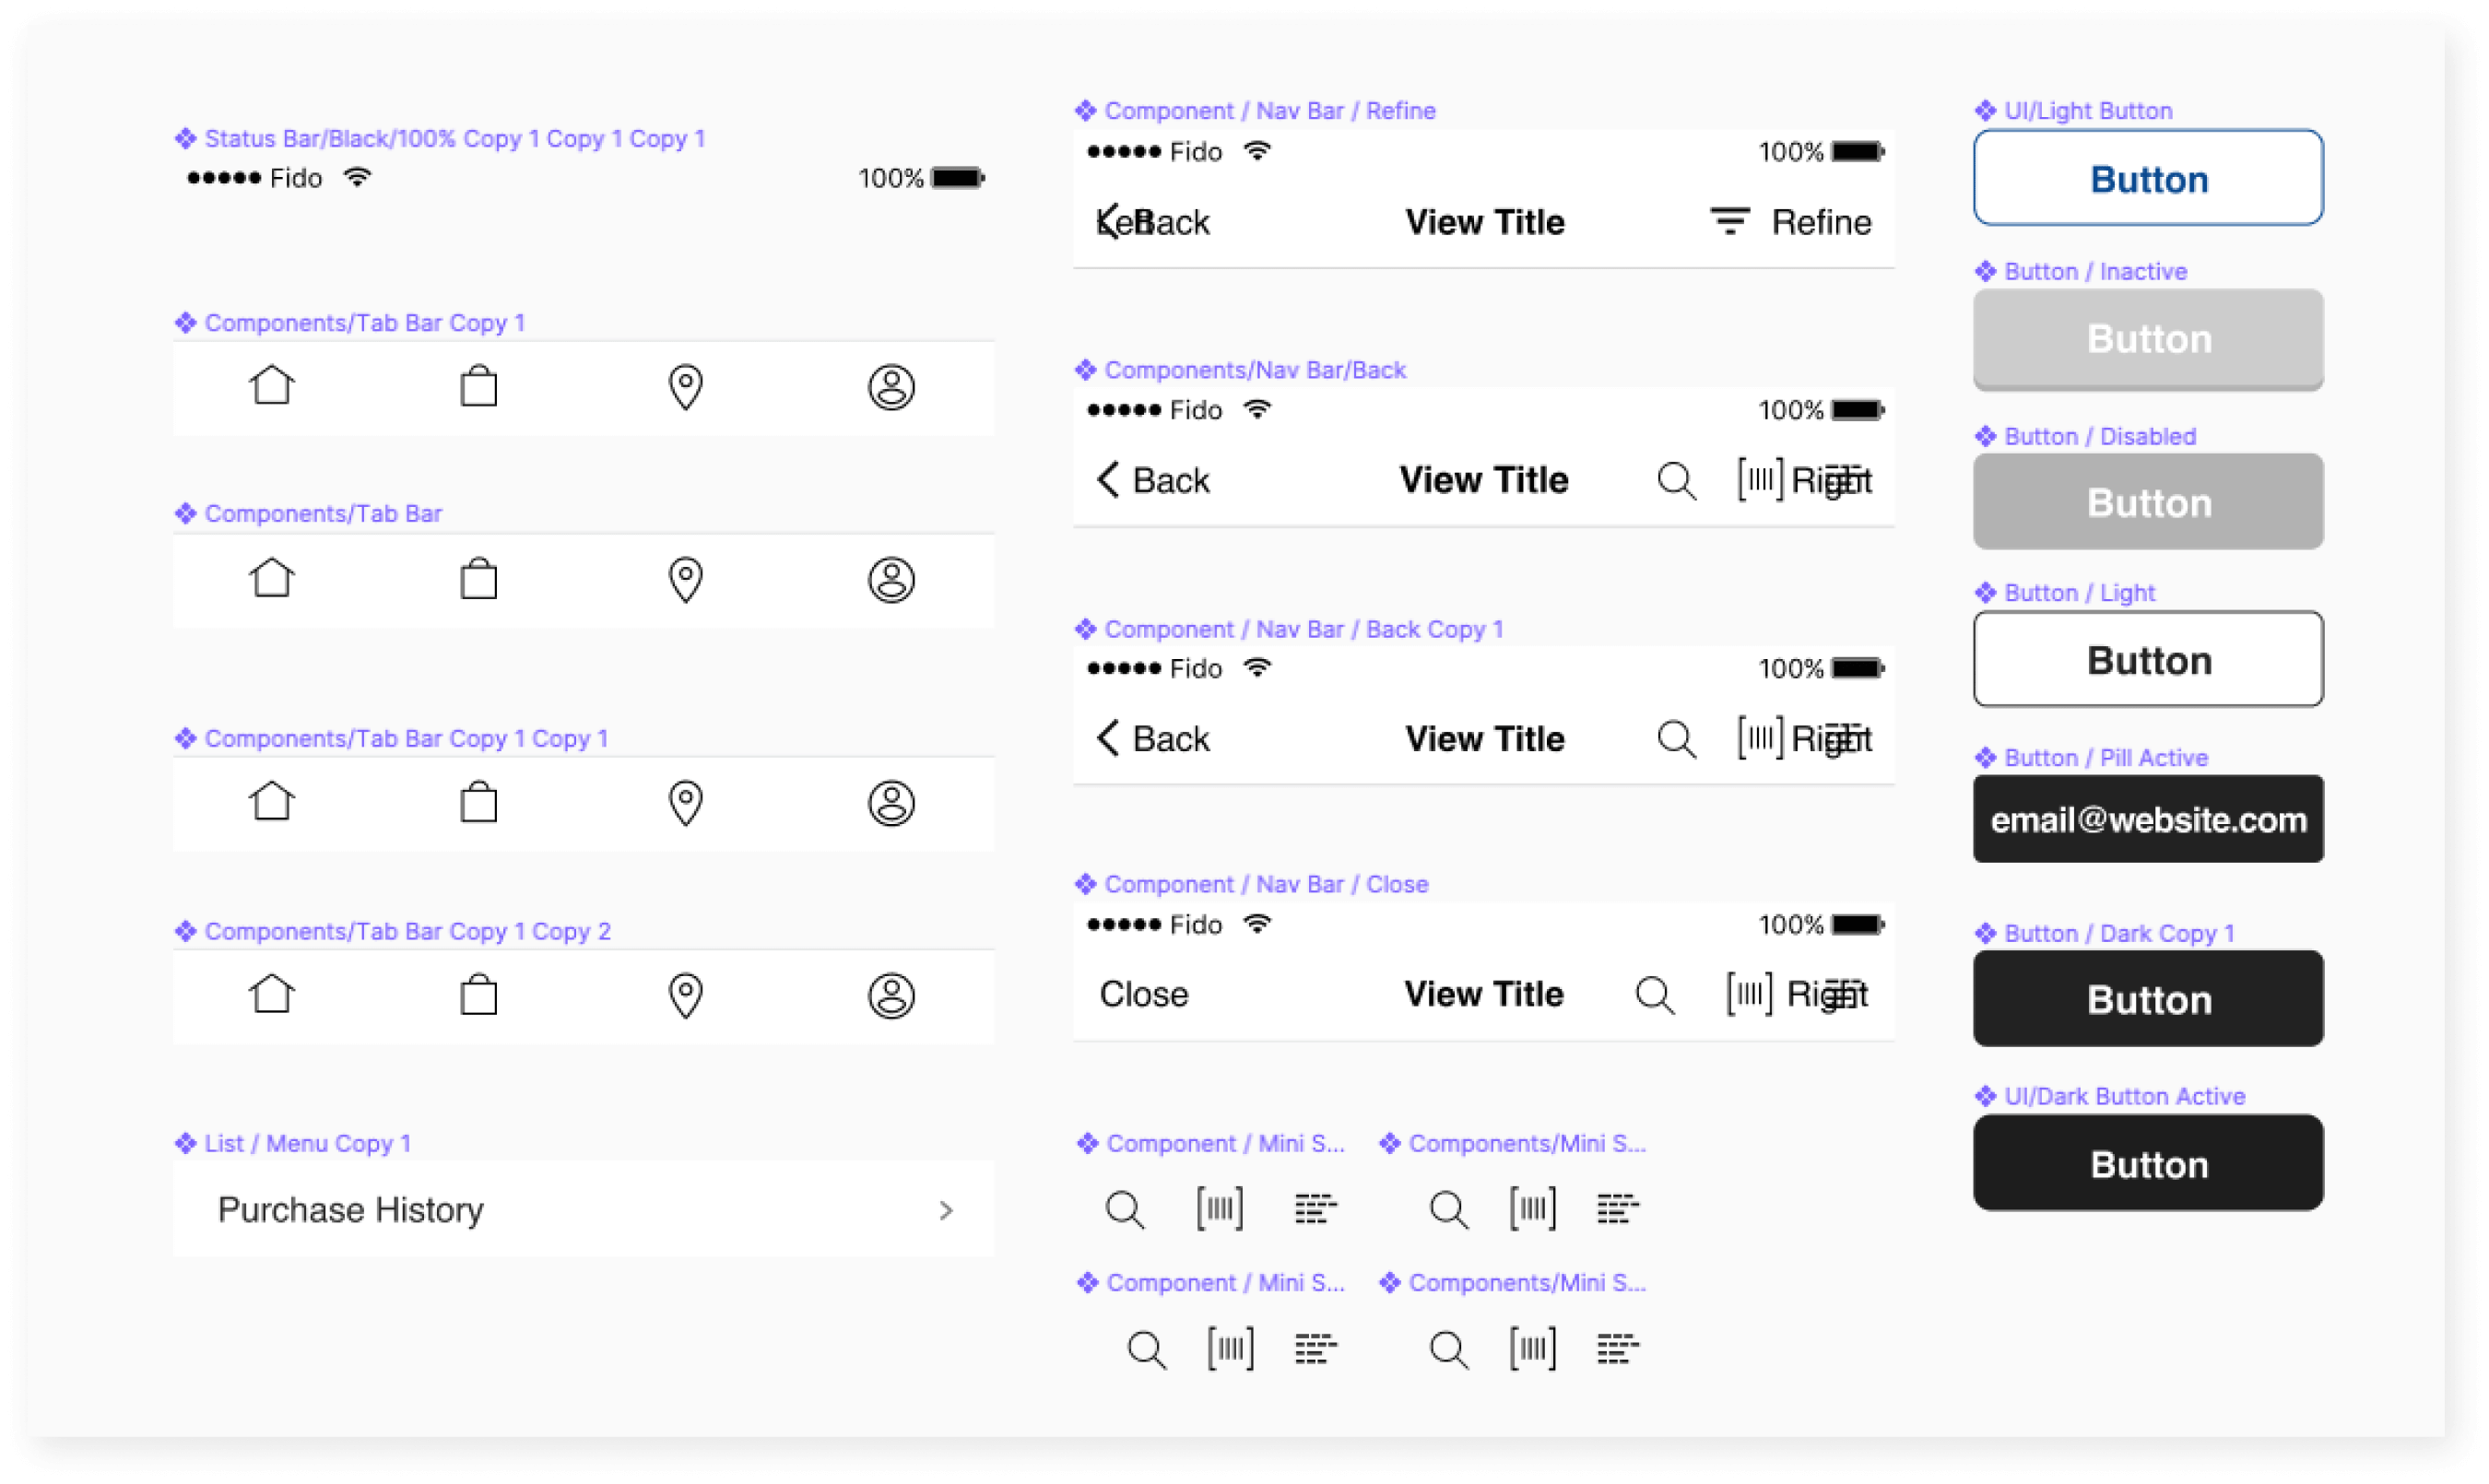 Status Bar/Black/100% Copy 1 Copy 1 Copy 1
Fido
100%
Components/Tab Bar Copy 1
Components/Tab Bar
Components/Tab Bar Copy 1 Copy 1
Components/Tab Bar Copy 1 Copy 2
List / Menu Copy 1
Purchase History
Component / Nav Bar / Refine
Fido
100%
Back
View Title
Refine
Components/Nav Bar/Back
Fido
100%
Back
View Title
Right
Component / Nav Bar / Back Copy 1
Fido
100%
Back
View Title
Right
Component / Nav Bar / Close
Fido
100%
Close
View Title
Right
Component / Mini S...
Components/Mini S...
Component / Mini S...
Components/Mini S...
UI/Light Button
Button
Button / Inactive
Button
Button / Disabled
Button
Button / Light
Button
Button / Pill Active
email@website.com
Button / Dark Copy 1
Button
UI/Dark Button Active
Button